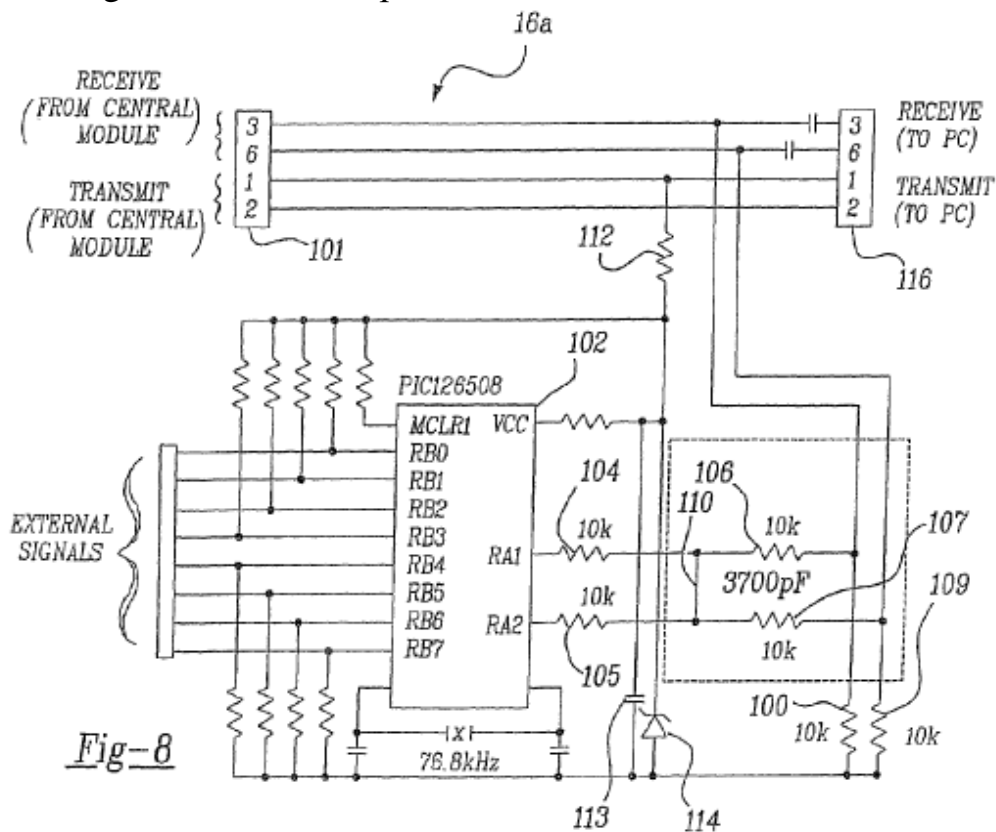 16a
RECEIVE
(FROM CENTRAL)
MODULE
3
6
1
2
TRANSMIT
(FROM CENTRAL)
MODULE
101
3
6
1
2
RECEIVE
(TO PC)
TRANSMIT
(TO PC)
116
112
102
PIC126508
MCLR1
VCC
RB0
RB1
RB2
RB3
RB4
RB5
RB6
RB7
RA1
RA2
EXTERNAL
SIGNALS
104
10k
10k
105
106
110
10k
3700pF
10k
107
109
100
10k
10k
X
76.8kHz
113
114
Fig-8